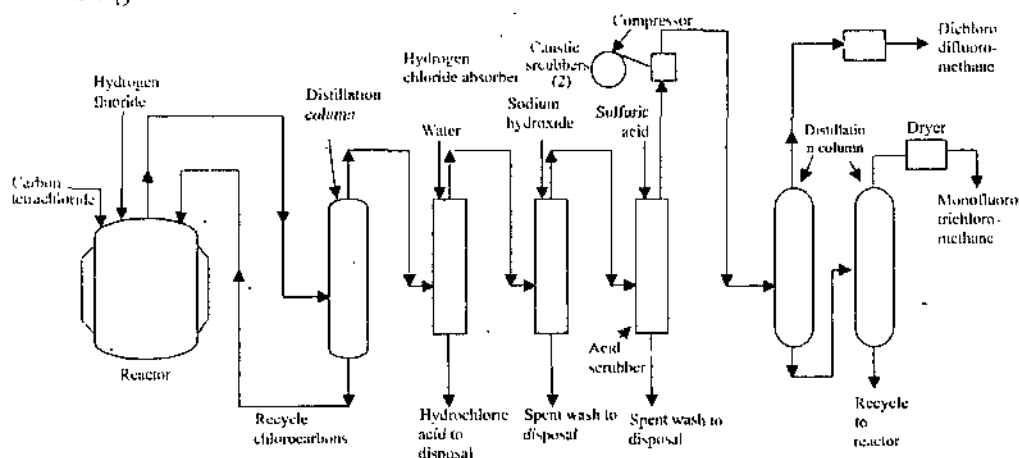 Compressor
Caustic
scrubbers
(2)
Dichloro
difluoro-
methane
Hydrogen
fluoride
Hydrogen
chloride absorber
Distillation
column
Water
Sodium
hydroxide
Sulfuric
acid
Distillatin
n column
Dryer
Carbon
tetrachloride
Monofluoro
trichloro-
methane
Reactor
Acid
scrubber
Recycle
chlorocarbons
Hydrochloric
acid to
disposal
Spent wash to
disposal
Spent wash to
disposal
Recycle
to
reactor